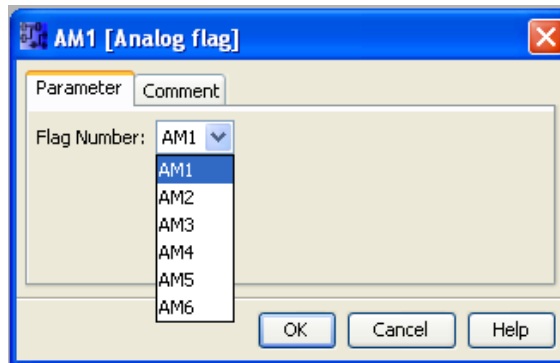 AM1 [Analog flag]
Parameter Comment
Flag Number: AM1
AM1
AM2
AM3
AM4
AM5
AM6
OK Cancel Help